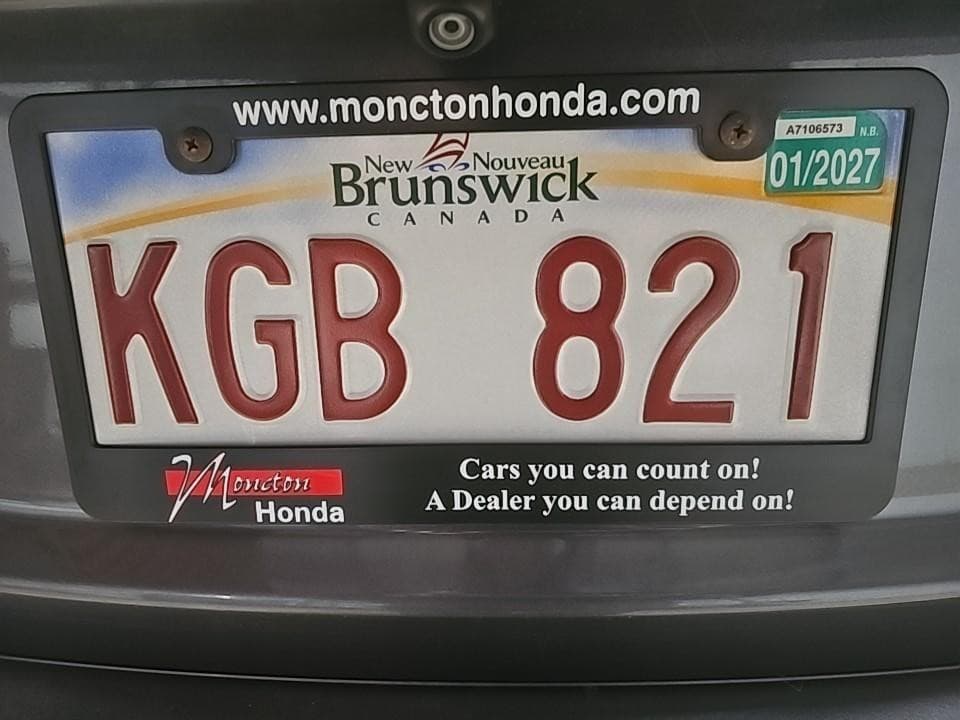 www.monctonhonda.com
A7106573 N.B.
01/2027
New Nouveau
Brunswick
CANADA
KGB 821
Moncton
Honda
Cars you can count on!
A Dealer you can depend on!